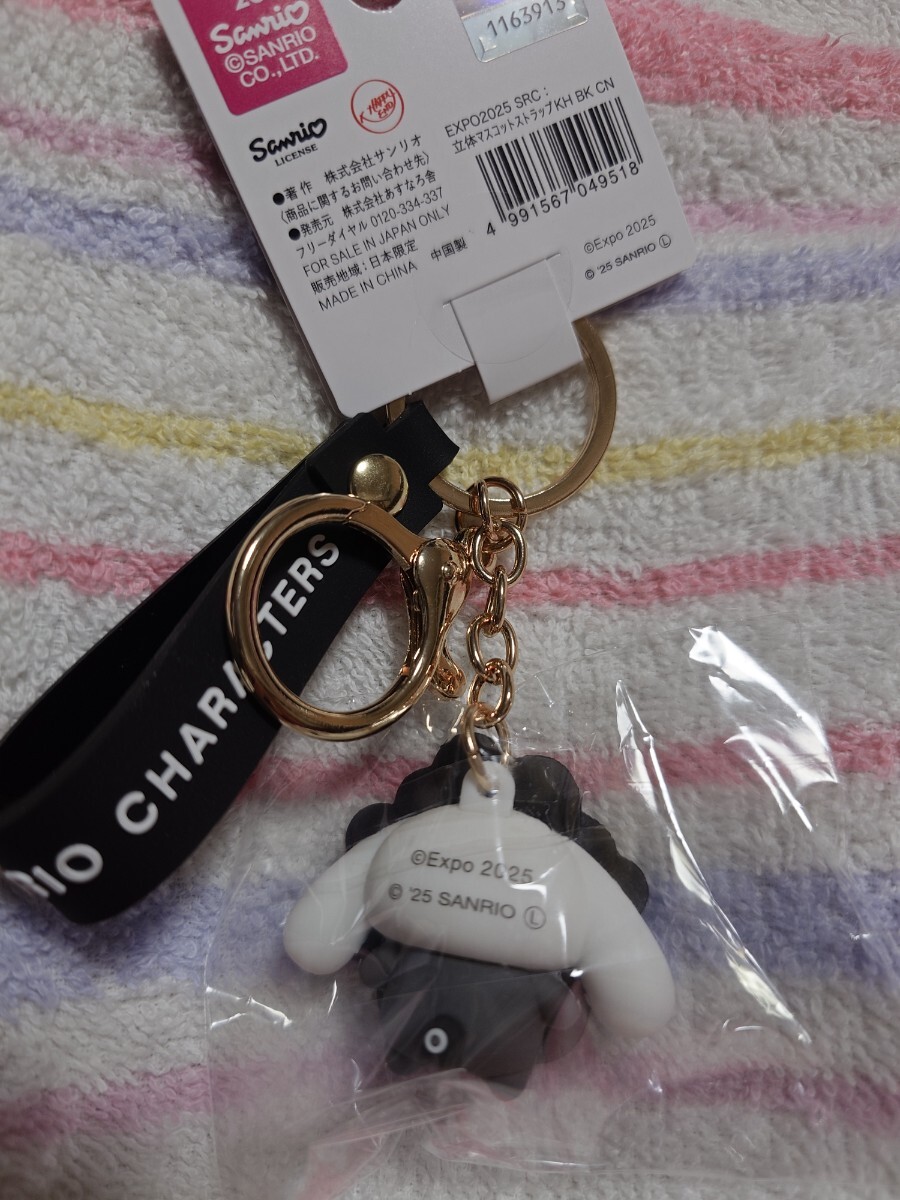 Sanrio
©SANRIO
CO.,LTD.
1163913
Sanrio
LICENSE
K HAPPY
END
●著作 株式会社サンリオ
(商品に関するお問い合わせ先)
●発売元 株式会社あすなろ舎
フリーダイヤル 0120-334-337
FOR SALE IN JAPAN ONLY
販売地域:日本限定
MADE IN CHINA 中国製
EXPO2025 SRC:
立体マスコットストラップKH BK CN
4 991567 049518
©Expo 2025
© '25 SANRIO Ⓛ
RIO CHARACTERS
©Expo 2025
© '25 SANRIO Ⓛ